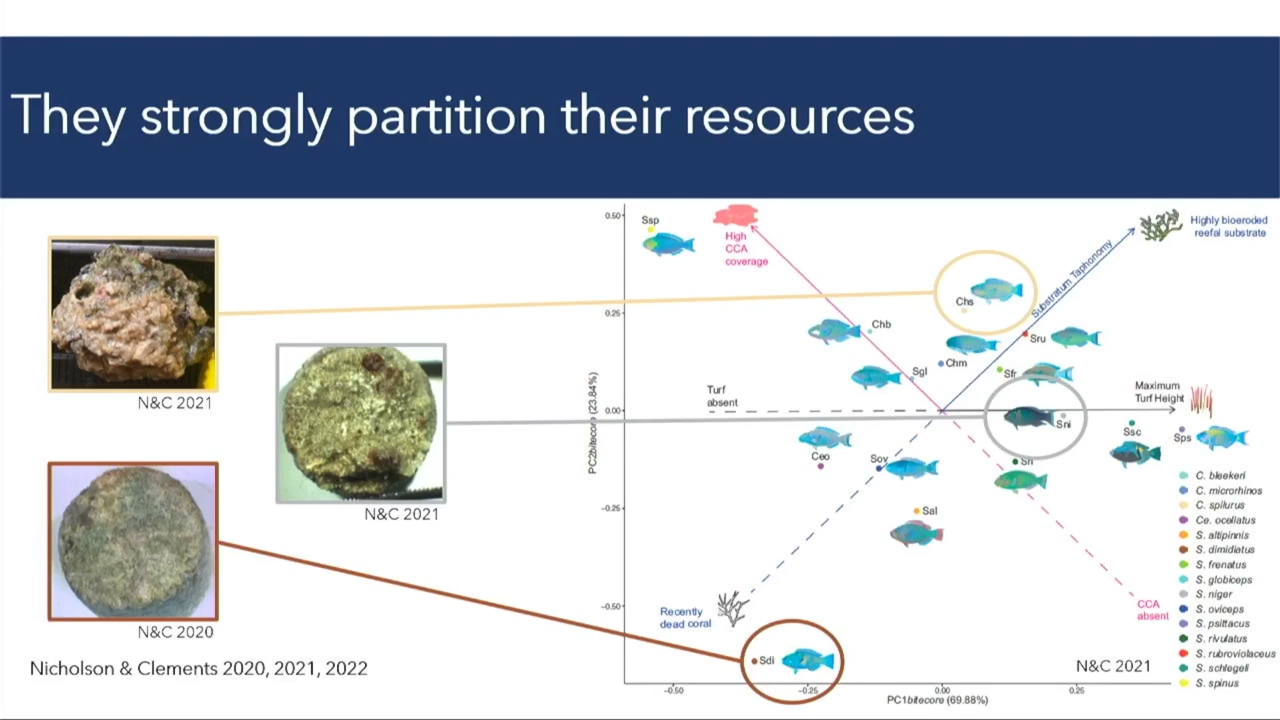 They strongly partition their resources
N&C 2021
N&C 2021
N&C 2020
Nicholson & Clements 2020, 2021, 2022
0.50
0.25
0.00
−0.25
−0.50
PC2bitecore (23.84%)
Ssp
High
CCA
coverage
Highly bioeroded
reefal substrate
Substratum Taphonomy
Chs
Chb
Sru
Chm
Sgl
Sfr
Turf
absent
Maximum
Turf Height
Sni
Ssc
Sps
Ceo
Sov
Sri
Sal
Recently
dead coral
CCA
absent
Sdi
N&C 2021
−0.50
−0.25
0.00
0.25
PC1bitecore (69.88%)
C. bleekeri
C. microrhinos
C. spilurus
Ce. ocellatus
S. altipinnis
S. dimidiatus
S. frenatus
S. globiceps
S. niger
S. oviceps
S. psittacus
S. rivulatus
S. rubroviolaceus
S. schlegeli
S. spinus